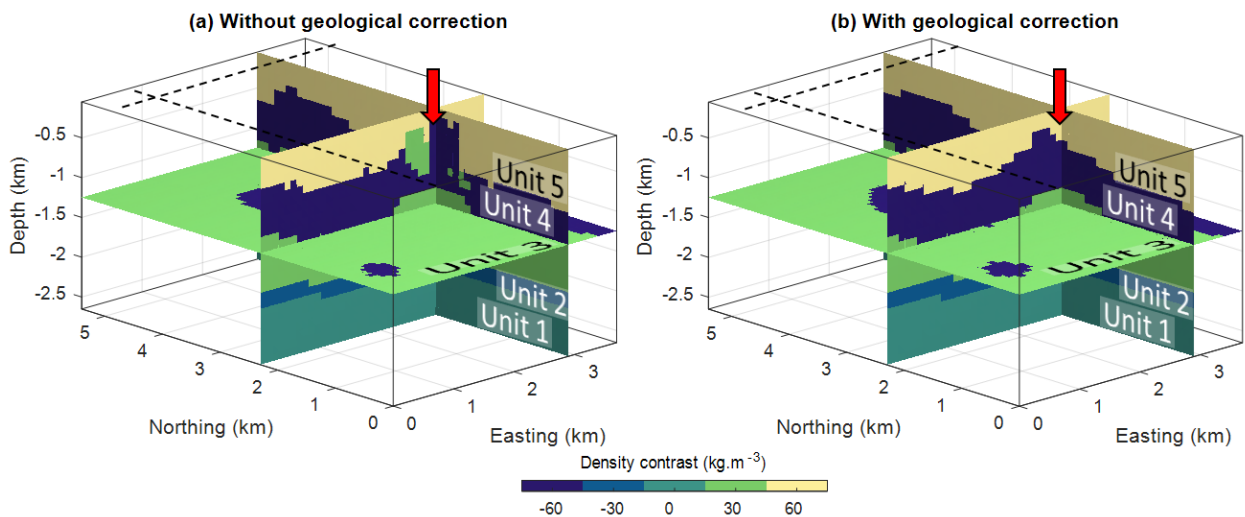 (a) Without geological correction
(b) With geological correction
Depth (km)
-0.5
-1
-1.5
-2
-2.5
5
4
3
2
1
0
0
1
2
3
Northing (km)
Easting (km)
Unit 5
Unit 4
Unit 3
Unit 2
Unit 1
Depth (km)
-0.5
-1
-1.5
-2
-2.5
5
4
3
2
1
0
0
1
2
3
Northing (km)
Easting (km)
Unit 5
Unit 4
Unit 3
Unit 2
Unit 1
Density contrast (kg.m⁻³)
-60 -30 0 30 60